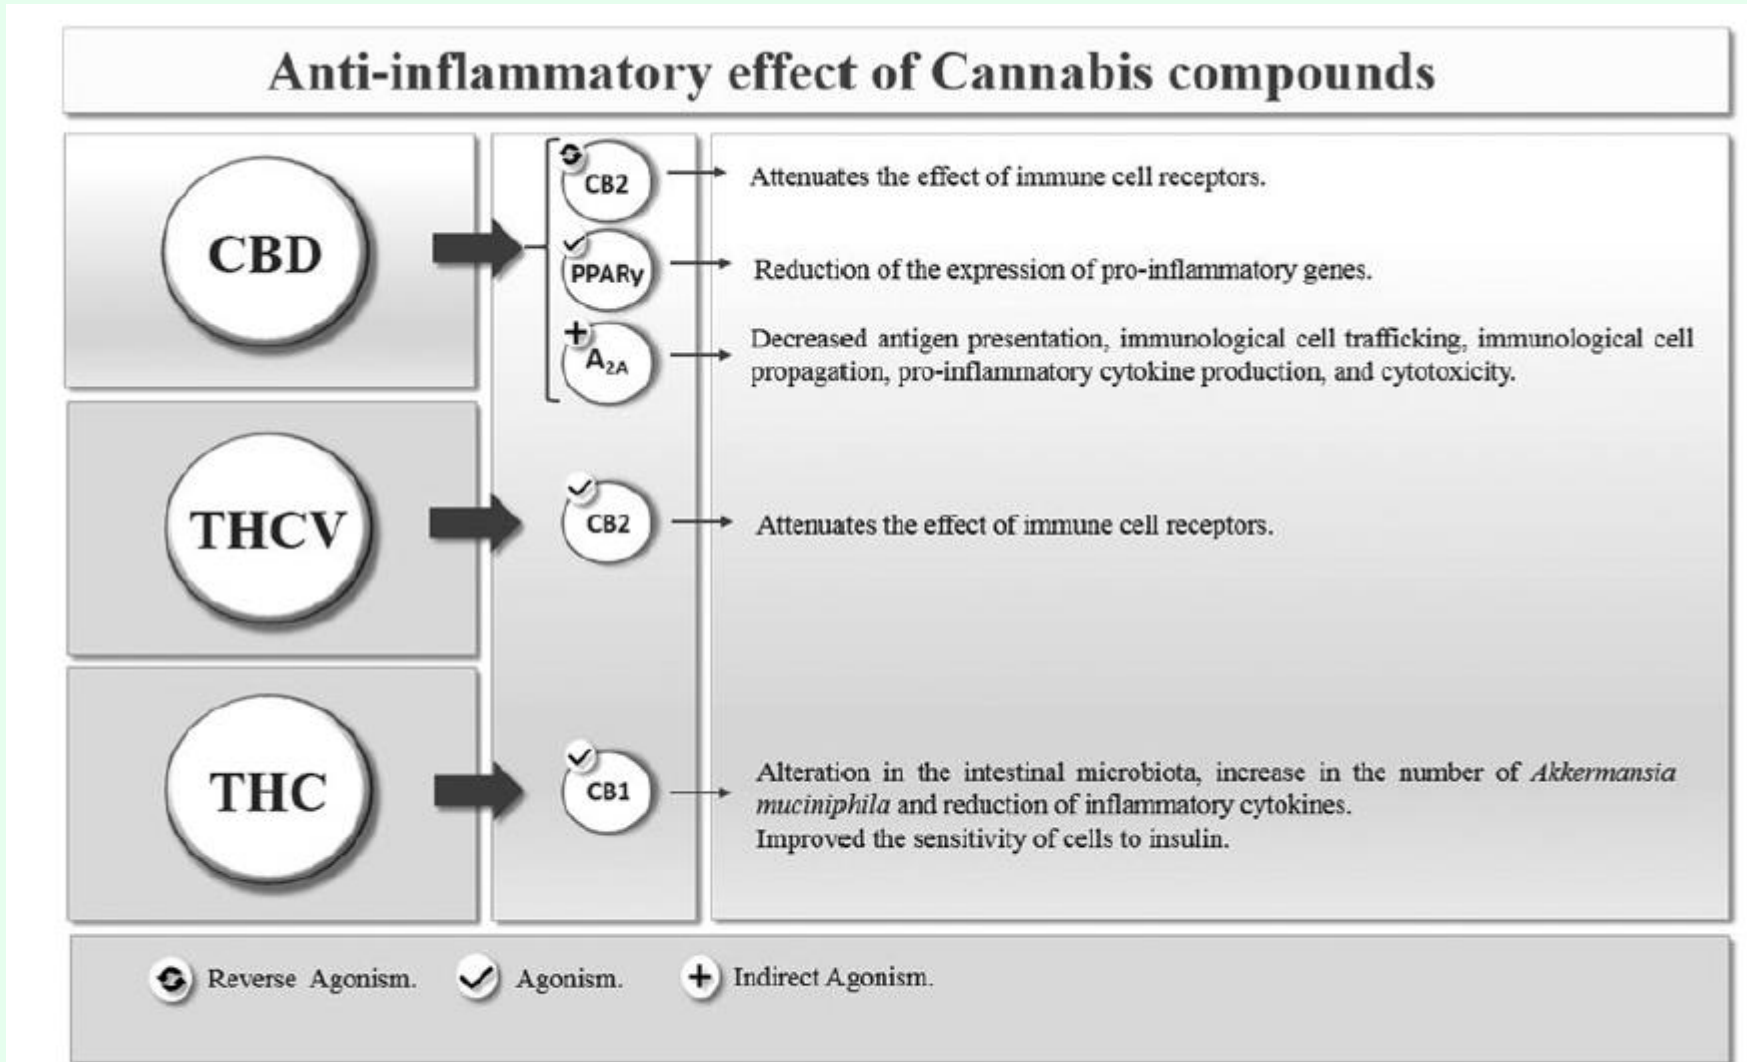 Anti-inflammatory effect of Cannabis compounds
CBD
CB2
Attenuates the effect of immune cell receptors.
PPARγ
Reduction of the expression of pro-inflammatory genes.
A2A
Decreased antigen presentation, immunological cell trafficking, immunological cell
propagation, pro-inflammatory cytokine production, and cytotoxicity.
THCV
CB2
Attenuates the effect of immune cell receptors.
THC
CB1
Alteration in the intestinal microbiota, increase in the number of Akkermansia
muciniphila and reduction of inflammatory cytokines.
Improved the sensitivity of cells to insulin.
Reverse Agonism.
Agonism.
Indirect Agonism.